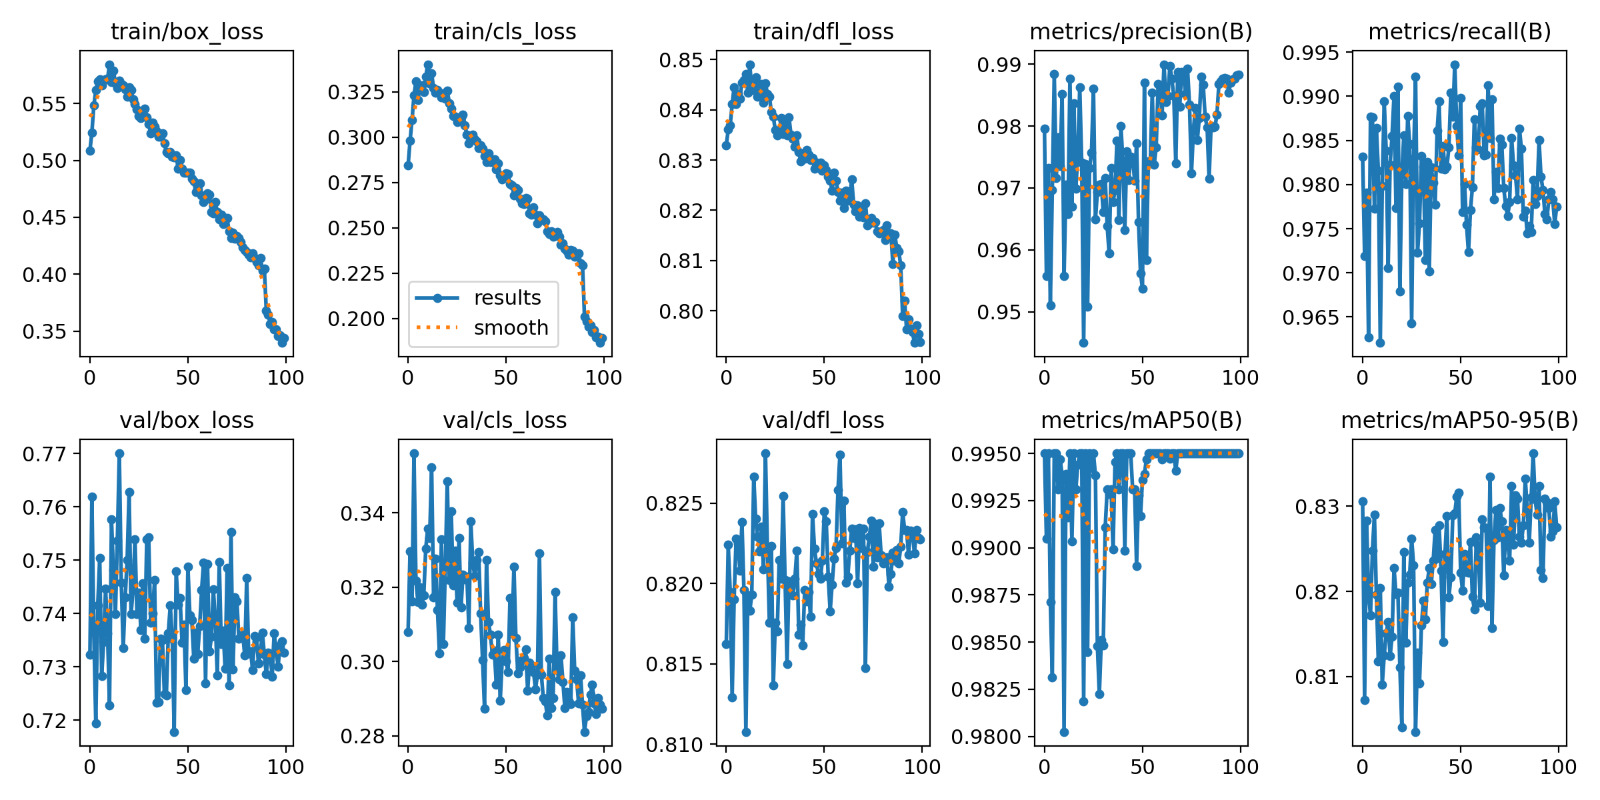 train/box_loss
0.55
0.50
0.45
0.40
0.35
0 50 100
train/cls_loss
0.325
0.300
0.275
0.250
0.225
0.200
results
smooth
0 50 100
train/dfl_loss
0.85
0.84
0.83
0.82
0.81
0.80
0 50 100
metrics/precision(B)
0.99
0.98
0.97
0.96
0.95
0 50 100
metrics/recall(B)
0.995
0.990
0.985
0.980
0.975
0.970
0.965
0 50 100
val/box_loss
0.77
0.76
0.75
0.74
0.73
0.72
0 50 100
val/cls_loss
0.34
0.32
0.30
0.28
0 50 100
val/dfl_loss
0.825
0.820
0.815
0.810
0 50 100
metrics/mAP50(B)
0.9950
0.9925
0.9900
0.9875
0.9850
0.9825
0.9800
0 50 100
metrics/mAP50-95(B)
0.83
0.82
0.81
0 50 100